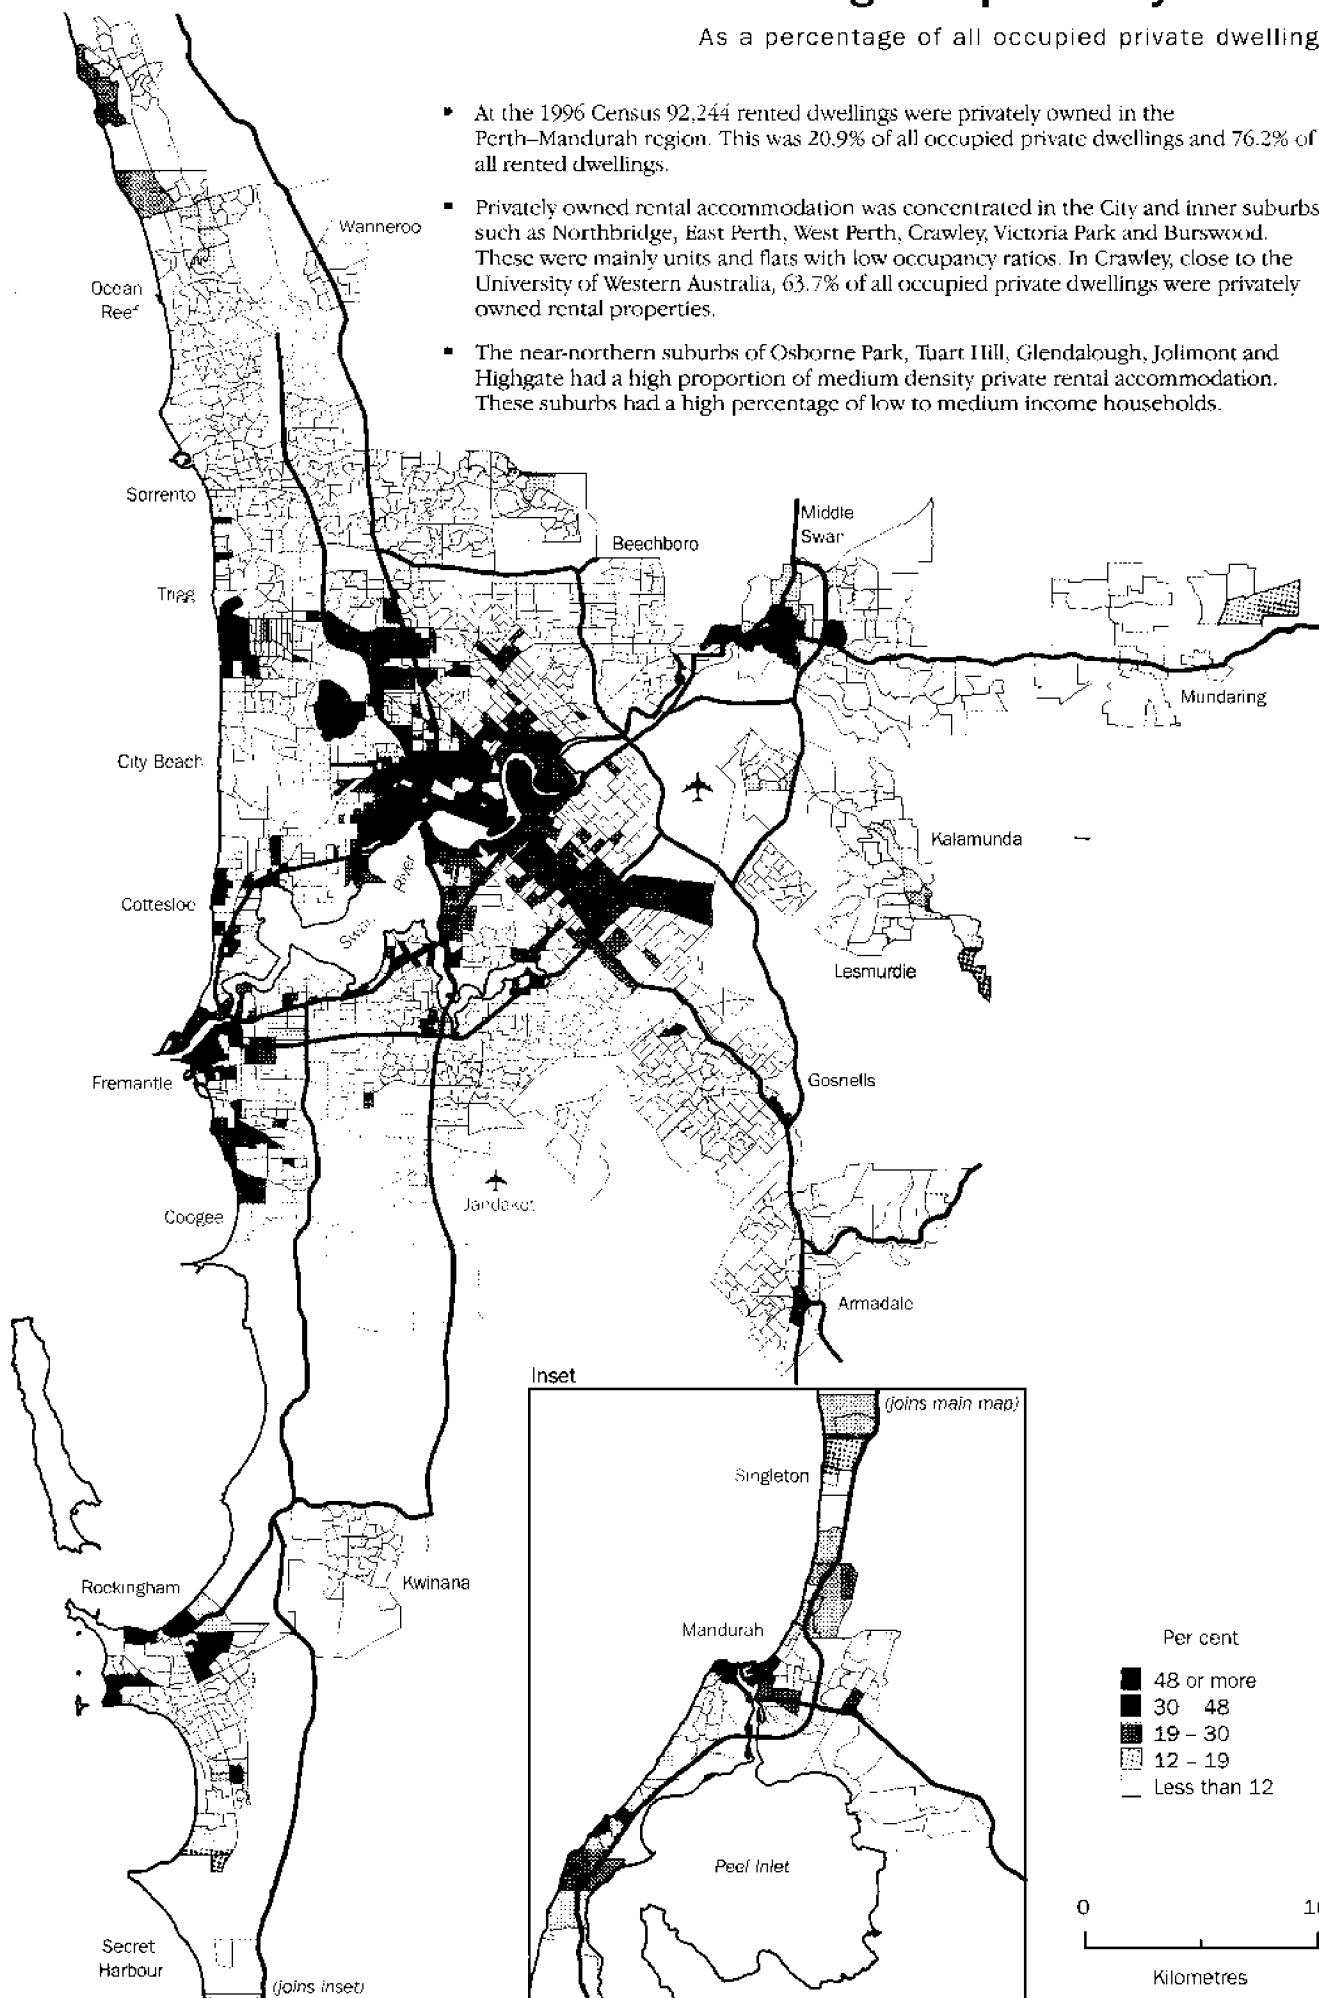 As a percentage of all occupied private dwelling
▪ At the 1996 Census 92,244 rented dwellings were privately owned in the
Perth–Mandurah region. This was 20.9% of all occupied private dwellings and 76.2% of
all rented dwellings.
▪ Privately owned rental accommodation was concentrated in the City and inner suburbs
such as Northbridge, East Perth, West Perth, Crawley, Victoria Park and Burswood.
These were mainly units and flats with low occupancy ratios. In Crawley, close to the
University of Western Australia, 63.7% of all occupied private dwellings were privately
owned rental properties.
▪ The near-northern suburbs of Osborne Park, Tuart Hill, Glendalough, Jolimont and
Highgate had a high proportion of medium density private rental accommodation.
These suburbs had a high percentage of low to medium income households.
Wanneroo
Ocean
Reef
Sorrento
Middle
Swan
Beechboro
Trigg
Mundaring
City Beach
Kalamunda
River
Cottesloe
Swan
Lesmurdie
Fremantle
Gosnells
Jandakot
Coogee
Armadale
Inset
(joins main map)
Singleton
Rockingham
Kwinana
Mandurah
Per cent
48 or more
30 48
19 – 30
12 – 19
Less than 12
Peel Inlet
0
Secret
Harbour
(joins inset)
Kilometres